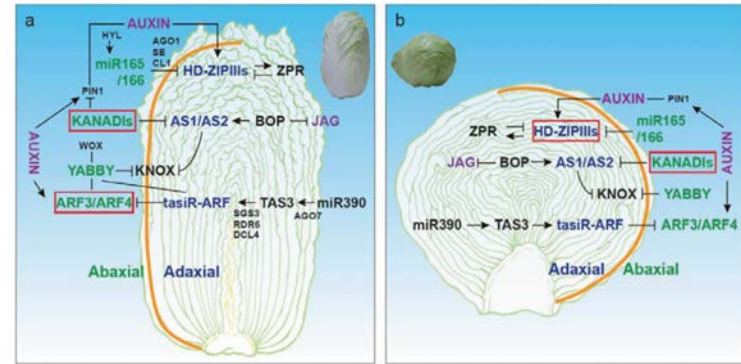 a
AUXIN
HYL
AGO1
SE
CL1
miR165
/166
HD-ZIPIIIs
ZPR
PIN1
KANADIs
AS1/AS2
BOP
JAG
AUXIN
WOX
YABBY
KNOX
ARF3/ARF4
tasiR-ARF
TAS3
miR390
AGO7
SGS3
RDR6
DCL4
Abaxial
Adaxial
b
AUXIN
PIN1
ZPR
HD-ZIPIIIs
miR165
/166
AUXIN
JAG
BOP
AS1/AS2
KANADIs
KNOX
YABBY
miR390
TAS3
tasiR-ARF
ARF3/ARF4
Adaxial
Abaxial